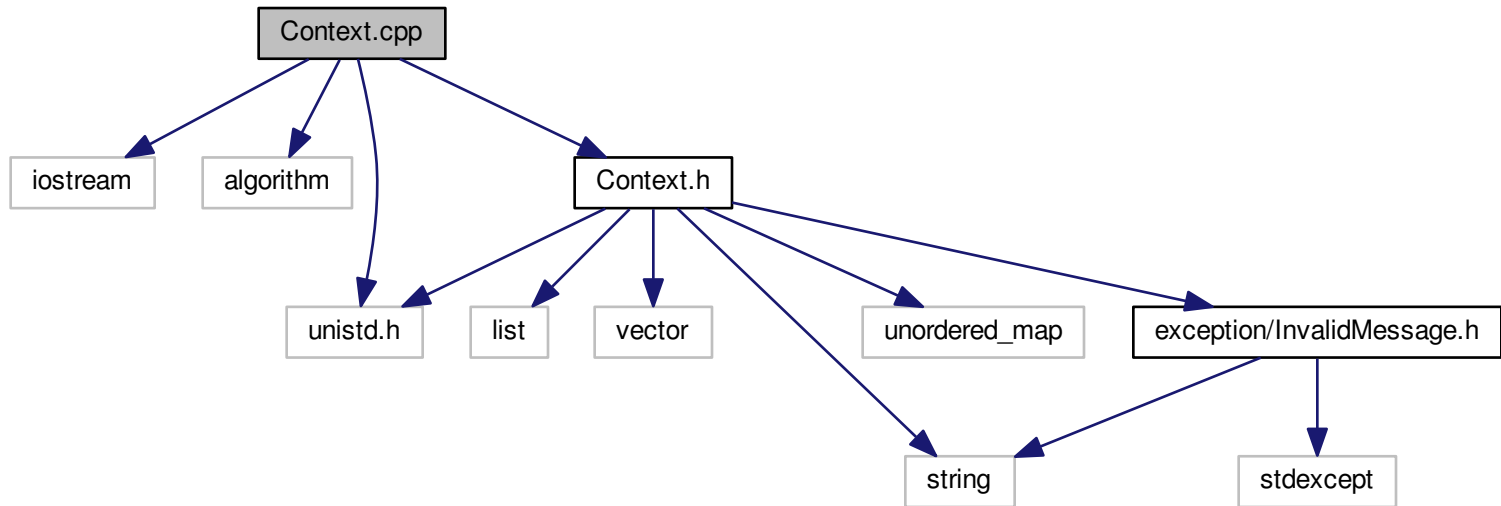 Context.cpp
iostream
algorithm
Context.h
unistd.h
list
vector
unordered_map
exception/InvalidMessage.h
string
stdexcept